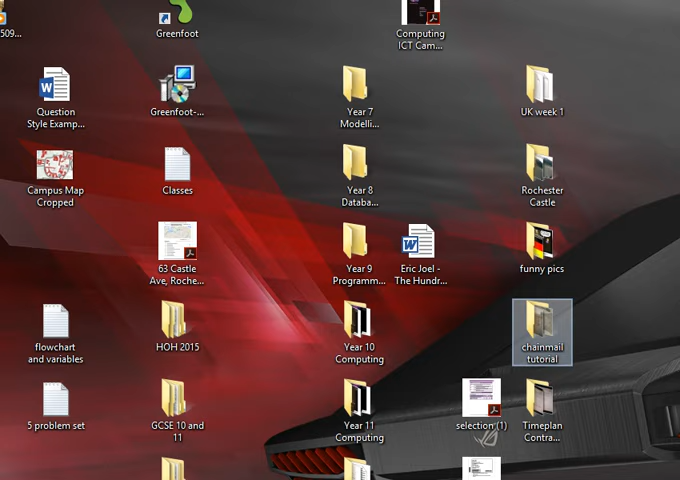 509...
Greenfoot
Computing
ICT Cam...
Question
Style Examp...
Greenfoot-...
Year 7
Modelli...
UK week 1
Campus Map
Cropped
Classes
Year 8
Databa...
Rochester
Castle
63 Castle
Ave, Roche...
Year 9
Programm...
Eric Joel -
The Hundr...
funny pics
flowchart
and variables
HOH 2015
Year 10
Computing
chainmail
tutorial
5 problem set
GCSE 10 and
11
Year 11
Computing
selection (1)
Timeplan
Contra...